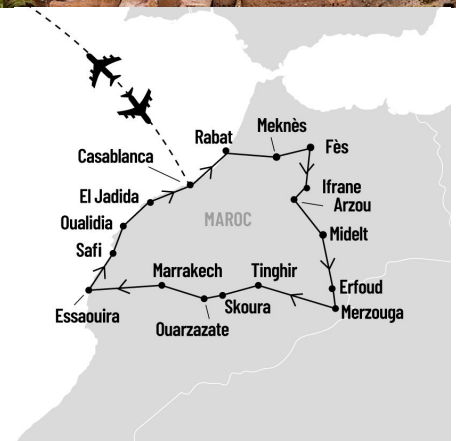 Meknès
Rabat
Fès
Casablanca
Ifrane
El Jadida
Arzou
Oualidia
MAROC
Midelt
Safi
Marrakech
Tinghir
Erfoud
Skoura
Merzouga
Essaouira
Ouarzazate